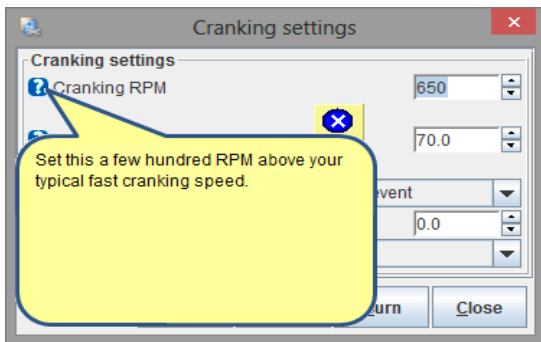 Cranking settings
Cranking settings
Cranking RPM
650
70.0
Set this a few hundred RPM above your
typical fast cranking speed.
0.0
Close